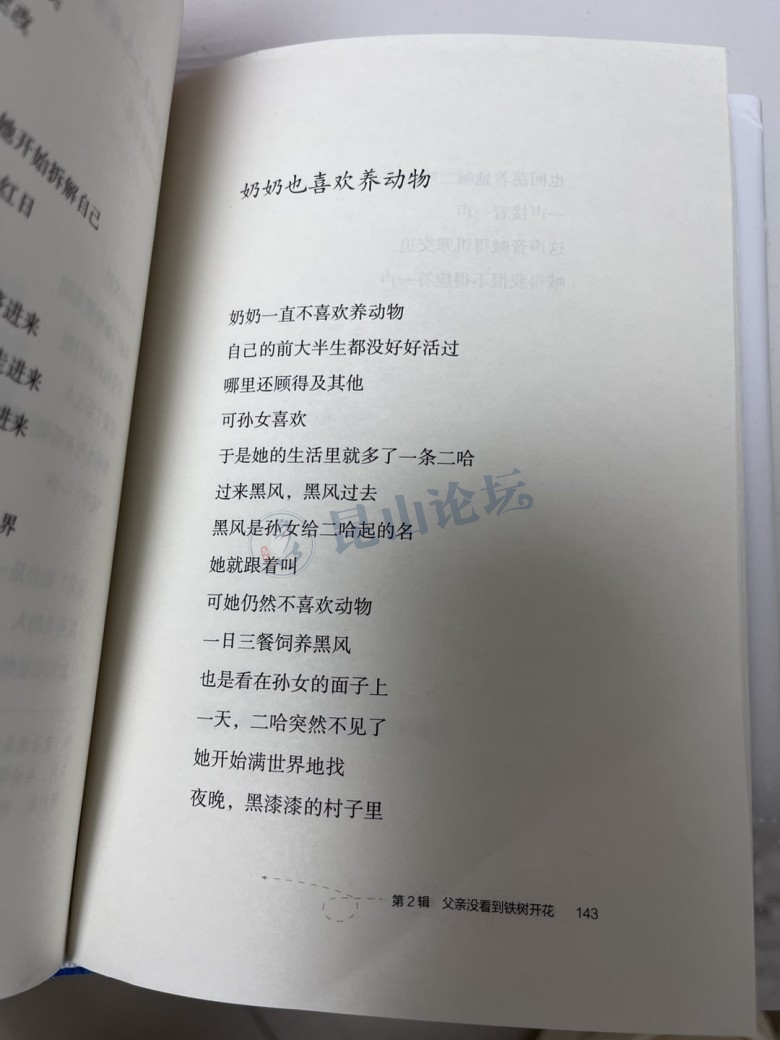 她开始拆解自己
红日
进来
进来
进来
界
奶奶也喜欢养动物
奶奶一直不喜欢养动物
自己的前大半生都没好好活过
哪里还顾得及其他
可孙女喜欢
于是她的生活里就多了一条二哈
过来黑风，黑风过去
黑风是孙女给二哈起的名
她就跟着叫
可她仍然不喜欢动物
一日三餐饲养黑风
也是看在孙女的面子上
一天，二哈突然不见了
她开始满世界地找
夜晚，黑漆漆的村子里
第2辑 父亲没看到铁树开花 143
昆山论坛